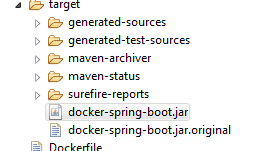 target
generated-sources
generated-test-sources
maven-archiver
maven-status
surefire-reports
docker-spring-boot.jar
docker-spring-boot.jar.original
Dockerfile